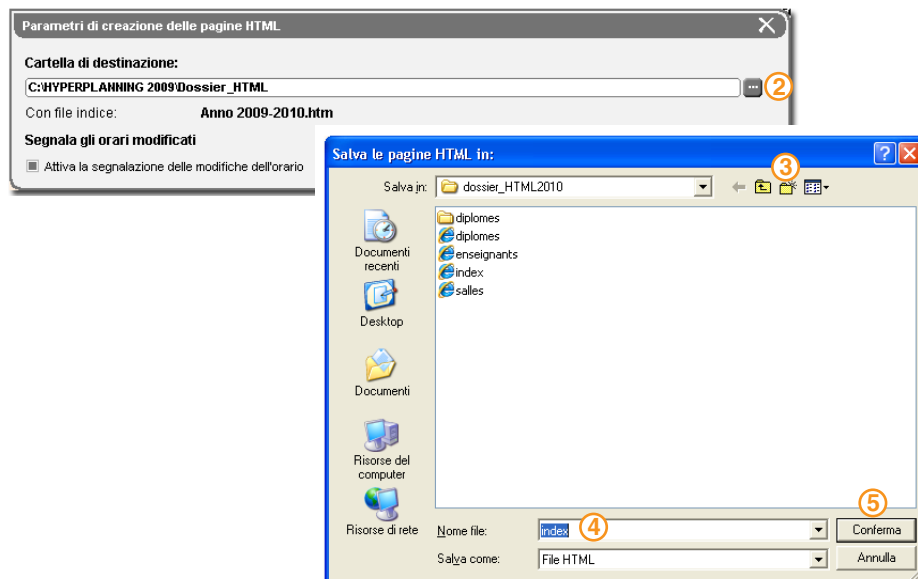 Parametri di creazione delle pagine HTML
Cartella di destinazione:
C:\HYPERPLANNING 2009\Dossier_HTML
... 2
Con file indice: Anno 2009-2010.htm
Segnala gli orari modificati
Attiva la segnalazione delle modifiche dell'orario
Salva le pagine HTML in:
3
Salva in: dossier_HTML2010
diplomes
diplomes
enseignants
index
salles
Documenti
recenti
Desktop
Documenti
Risorse del
computer
Risorse di rete
5
Nome file: index 4 Conferma
Salva come: File HTML Annulla